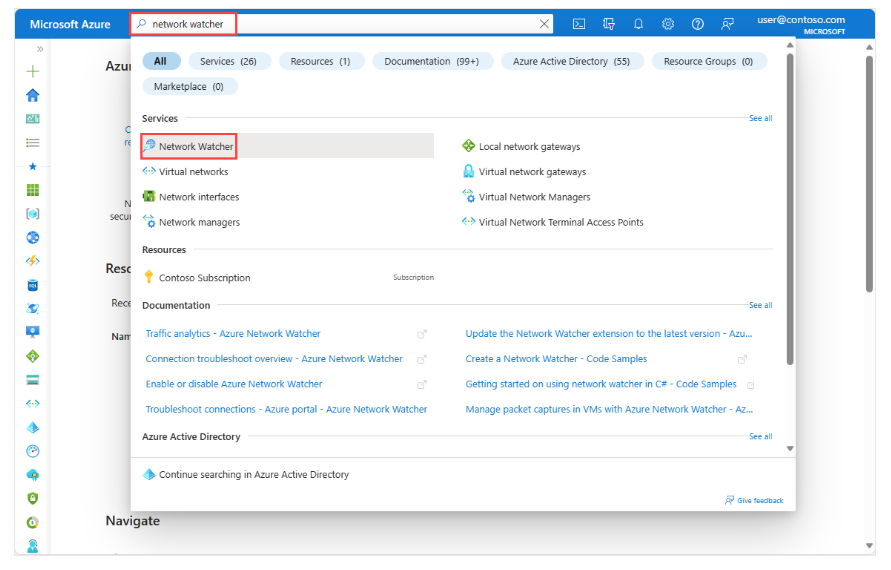 Microsoft Azure
network watcher
user@contoso.com
MICROSOFT
All
Services (26)
Resources (1)
Documentation (99+)
Azure Active Directory (55)
Resource Groups (0)
Marketplace (0)
Azu
Services
See all
Network Watcher
Local network gateways
Virtual networks
Virtual network gateways
Network interfaces
Virtual Network Managers
Network managers
Virtual Network Terminal Access Points
C
re
N
secu
Resources
Contoso Subscription
Subscription
Reso
Rece
Nam
Documentation
See all
Traffic analytics - Azure Network Watcher
Update the Network Watcher extension to the latest version - Azu...
Connection troubleshoot overview - Azure Network Watcher
Create a Network Watcher - Code Samples
Enable or disable Azure Network Watcher
Getting started on using network watcher in C# - Code Samples
Troubleshoot connections - Azure portal - Azure Network Watcher
Manage packet captures in VMs with Azure Network Watcher - Az...
Azure Active Directory
See all
Continue searching in Azure Active Directory
Give feedback
Navigate
SQL